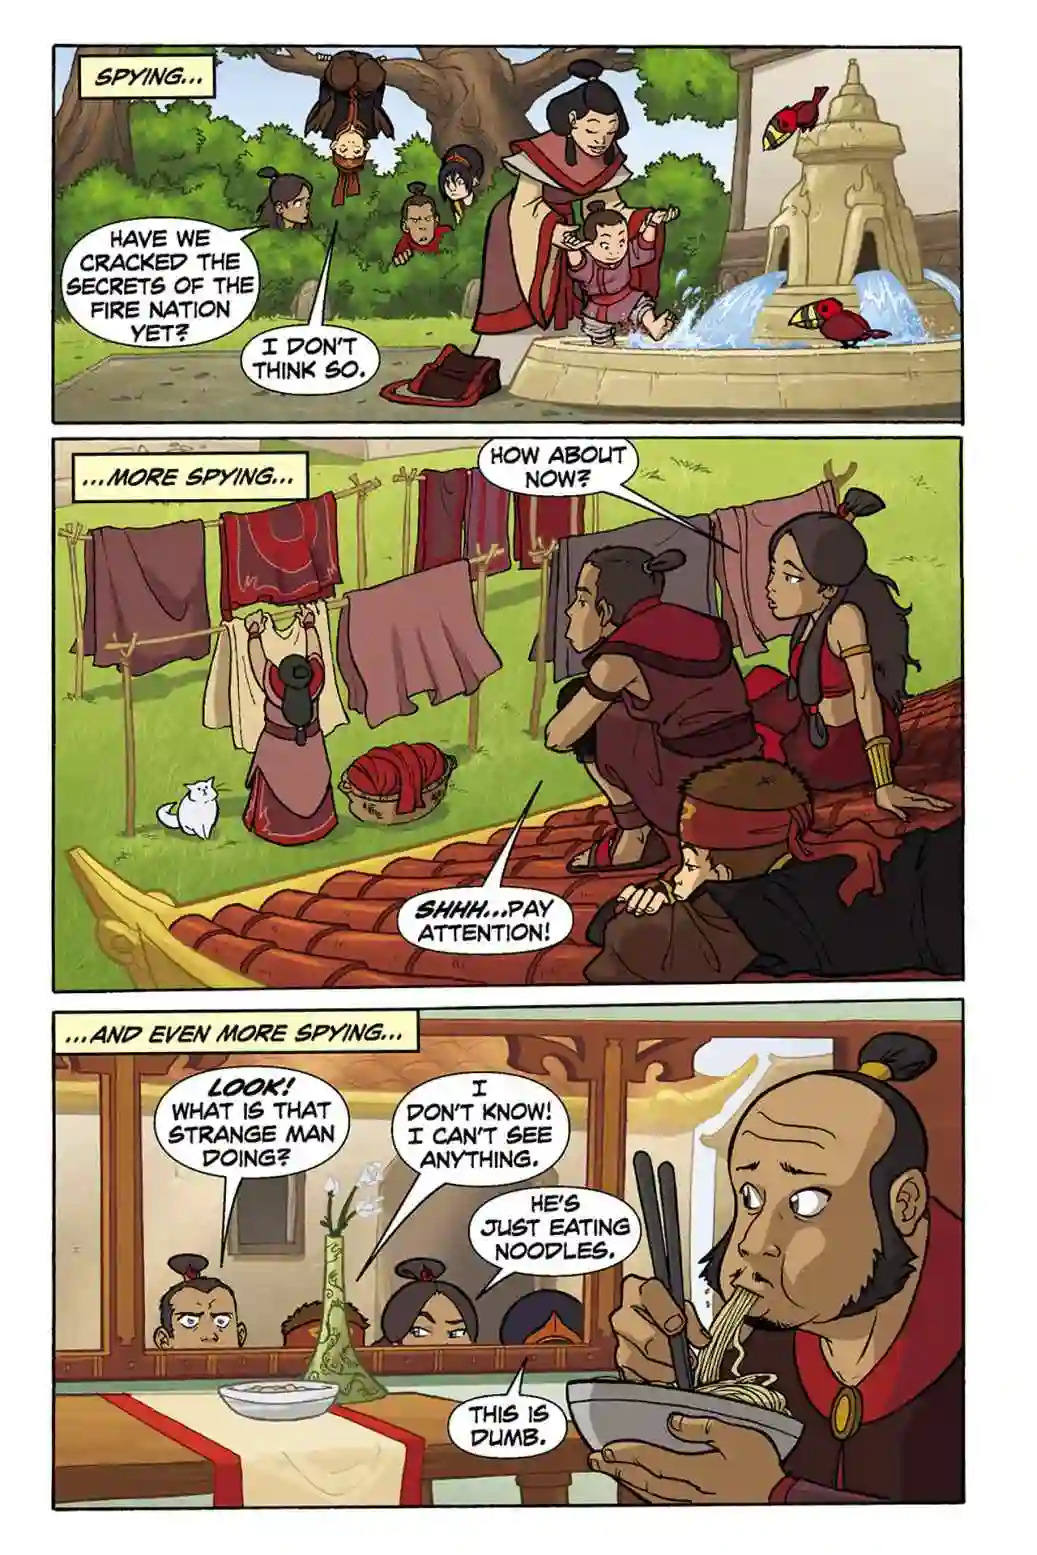 SPYING...
HAVE WE
CRACKED THE
SECRETS OF THE
FIRE NATION
YET?
I DON'T
THINK SO.
...MORE SPYING...
HOW ABOUT
NOW?
SHHH...PAY
ATTENTION!
...AND EVEN MORE SPYING...
LOOK!
WHAT IS THAT
STRANGE MAN
DOING?
I
DON'T KNOW!
I CAN'T SEE
ANYTHING.
HE'S
JUST EATING
NOODLES.
THIS IS
DUMB.